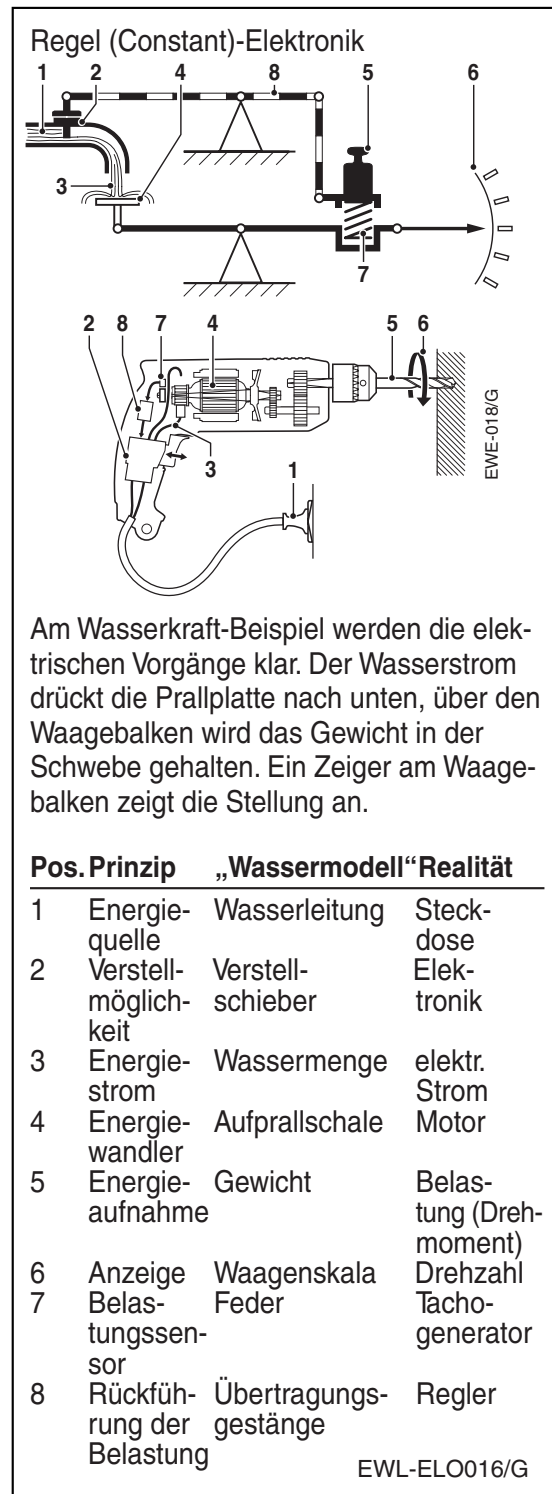 Regel (Constant)-Elektronik
1 2 4 8 5 6
3
7
2 8 7 4 5 6
3 1
EWE-018/G
Am Wasserkraft-Beispiel werden die elek-
trischen Vorgänge klar. Der Wasserstrom
drückt die Prallplatte nach unten, über den
Waagebalken wird das Gewicht in der
Schwebe gehalten. Ein Zeiger am Waage-
balken zeigt die Stellung an.
Pos. Prinzip „Wassermodell“ Realität
1 Energie- Wasserleitung Steck-
quelle dose
2 Verstell- Verstell- Elek-
möglich- schieber tronik
keit
3 Energie- Wassermenge elektr.
strom Strom
4 Energie- Aufprallschale Motor
wandler
5 Energie- Gewicht Belas-
aufnahme tung (Dreh-
moment)
6 Anzeige Waagenskala Drehzahl
7 Belas- Feder Tacho-
tungssen- generator
sor
8 Rückfüh- Übertragungs- Regler
rung der gestänge
Belastung
EWL-ELO016/G